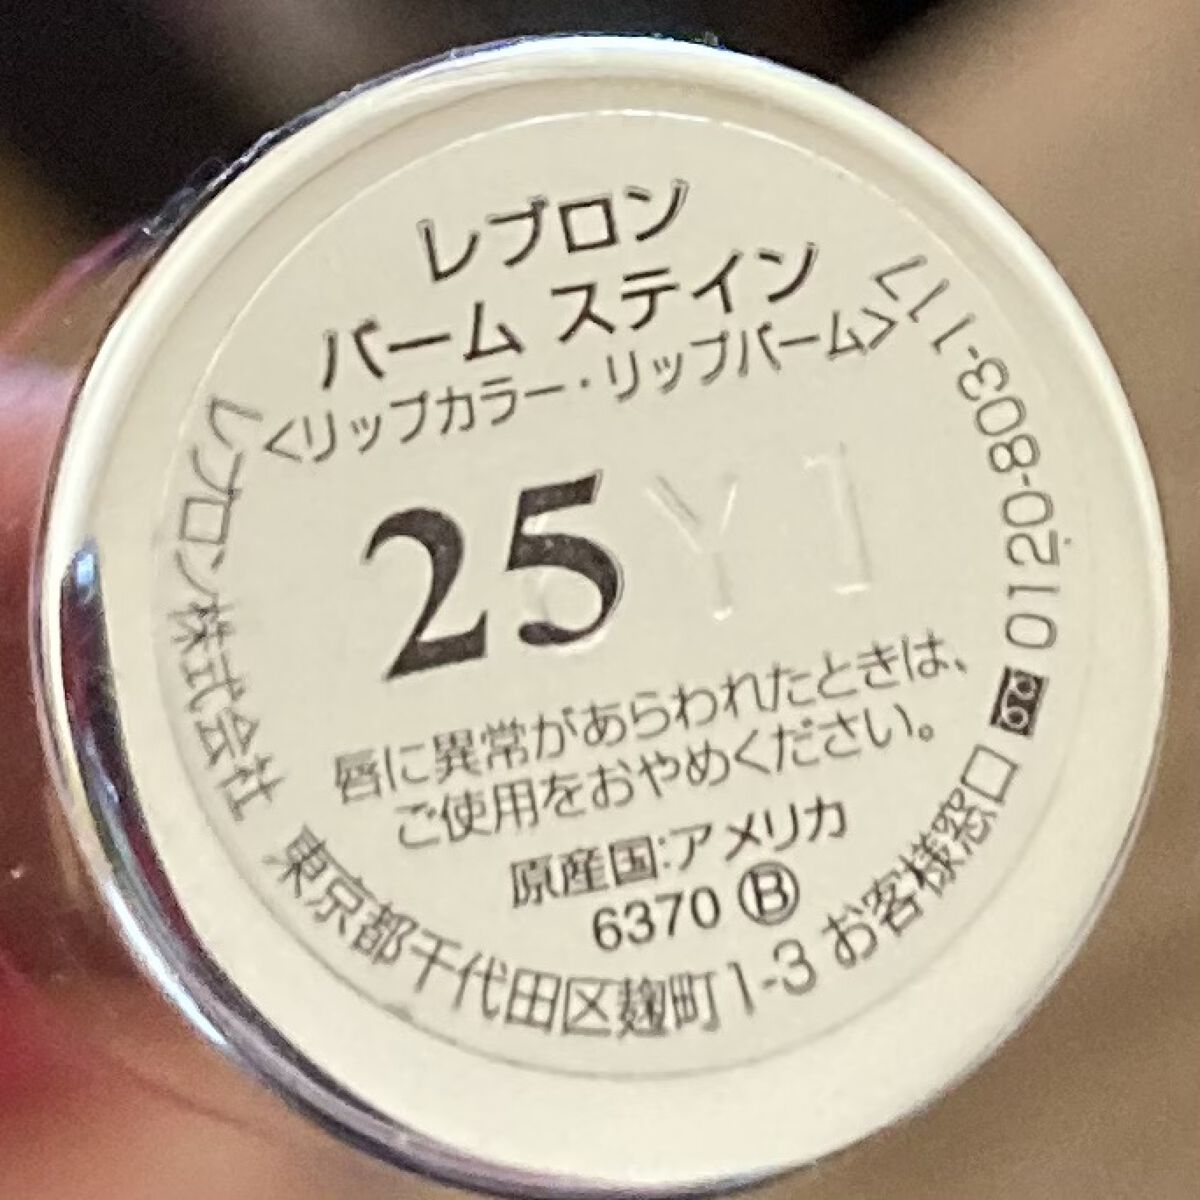 レブロン
バーム ステイン
<リップカラー・リップバーム>
25
Y1
唇に異常があらわれたときは、
ご使用をおやめください。
原産国:アメリカ
6370 Ⓑ
レブロン株式会社 東京都千代田区麹町1-3 お客様窓口 0120-803-117